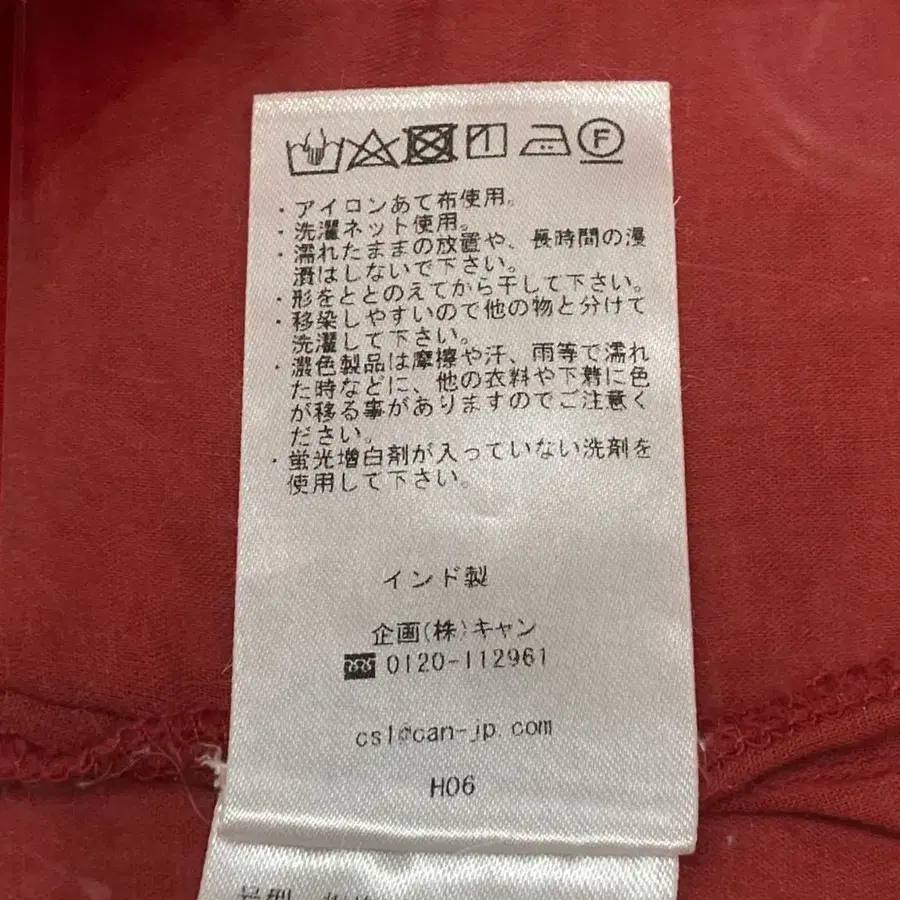 F
・アイロンあて布使用。
・洗濯ネット使用。
・濡れたままの放置や、長時間の浸
漬はしないで下さい。
・形をととのえてから干して下さい。
・移染しやすいので他の物と分けて
洗濯して下さい。
・濃色製品は摩擦や汗、雨等で濡れ
た時などに、他の衣料や下着に色
が移る事がありますのでご注意く
ださい。
・蛍光増白剤が入っていない洗剤を
使用して下さい。
インド製
企画(株)キャン
0120-112961
csl@can-jp.com
H06